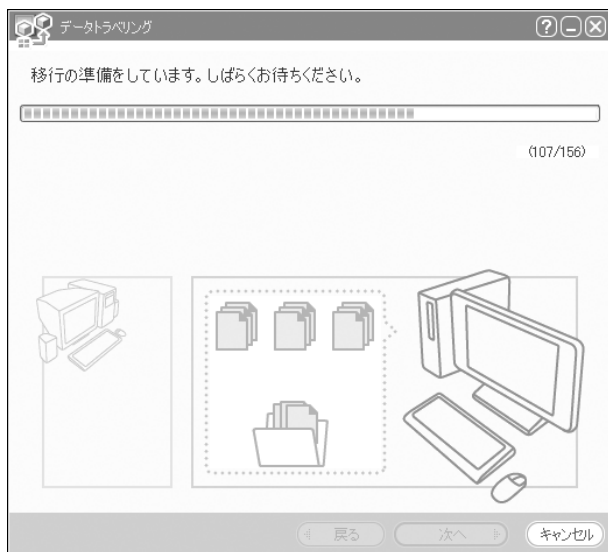 データトラベリング
移行の準備をしています。しばらくお待ちください。
(107/156)
戻る
次へ
キャンセル